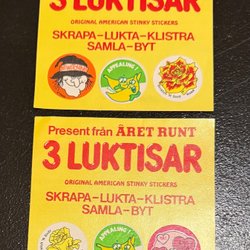 3 LUKTISAR
ORIGINAL AMERICAN STINKY STICKERS
SKRAPA-LUKTA-KLISTRA
SAMLA-BYT
APPEALING!
Present från ÅRET RUNT
3 LUKTISAR
ORIGINAL AMERICAN STINKY STICKERS
SKRAPA-LUKTA-KLISTRA
SAMLA-BYT
APPEALING!